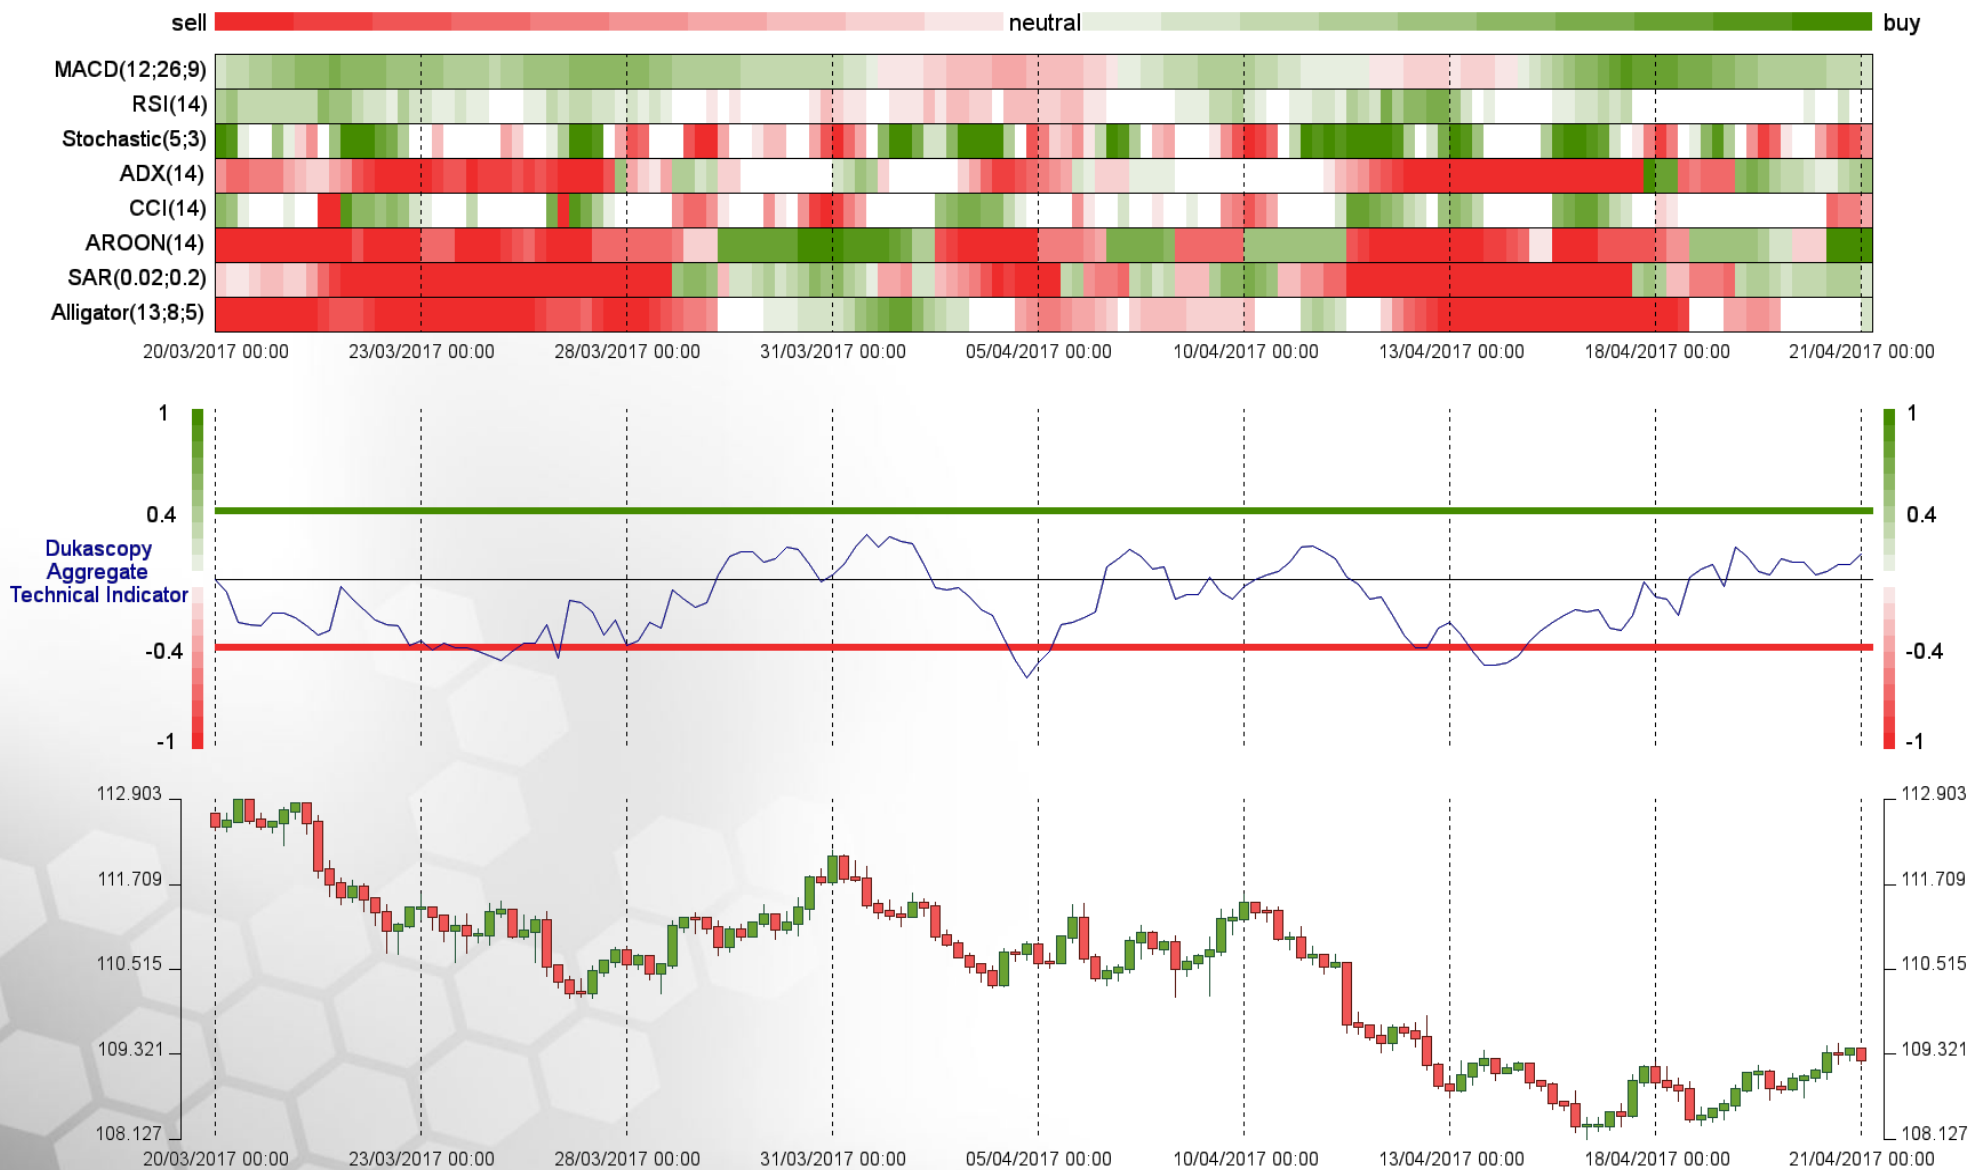 sell neutral buy
MACD(12;26;9)
RSI(14)
Stochastic(5;3)
ADX(14)
CCI(14)
AROON(14)
SAR(0.02;0.2)
Alligator(13;8;5)
20/03/2017 00:00 23/03/2017 00:00 28/03/2017 00:00 31/03/2017 00:00 05/04/2017 00:00 10/04/2017 00:00 13/04/2017 00:00 18/04/2017 00:00 21/04/2017 00:00
1 1
0.4 0.4
Dukascopy
Aggregate
Technical Indicator
-0.4 -0.4
-1 -1
112.903 112.903
111.709 111.709
110.515 110.515
109.321 109.321
108.127 108.127
20/03/2017 00:00 23/03/2017 00:00 28/03/2017 00:00 31/03/2017 00:00 05/04/2017 00:00 10/04/2017 00:00 13/04/2017 00:00 18/04/2017 00:00 21/04/2017 00:00